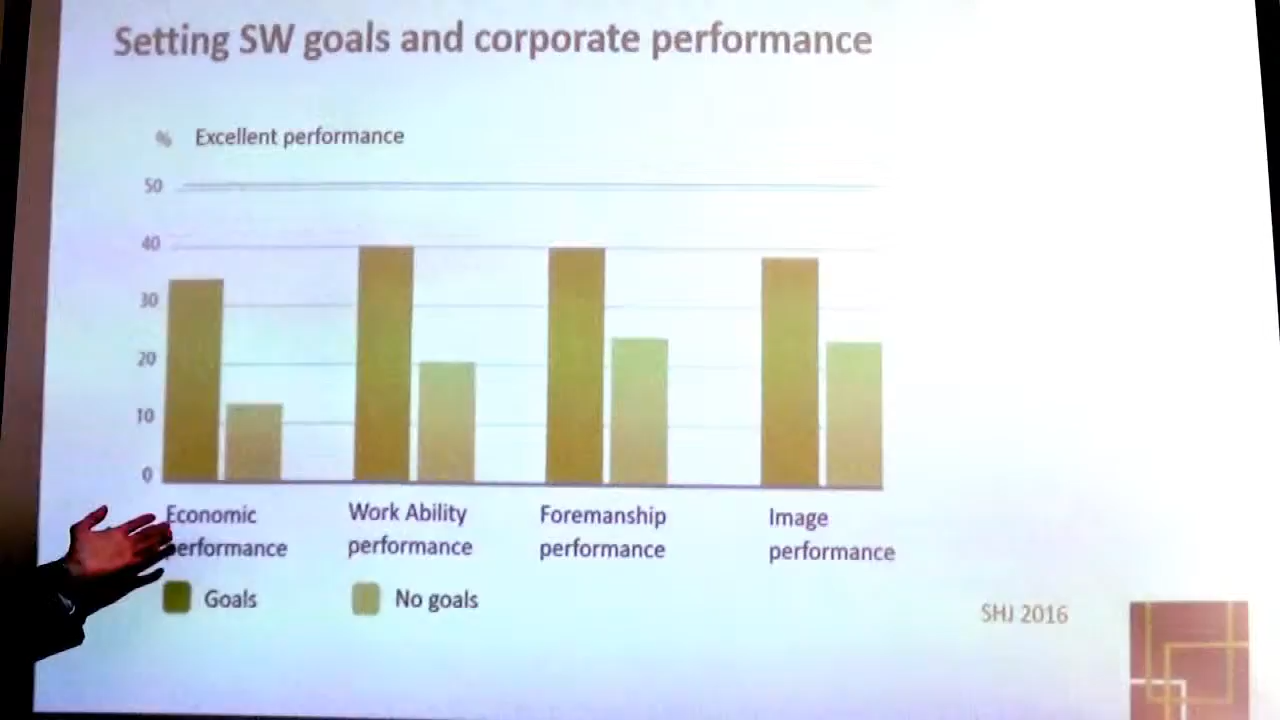 Setting SW goals and corporate performance
% Excellent performance
50
40
30
20
10
0
Economic performance
Work Ability performance
Foremanship performance
Image performance
Goals
No goals
SHJ 2016